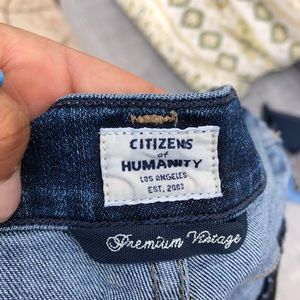 CITIZENS
of
HUMANITY
LOS ANGELES
EST. 2003
Premium Vintage